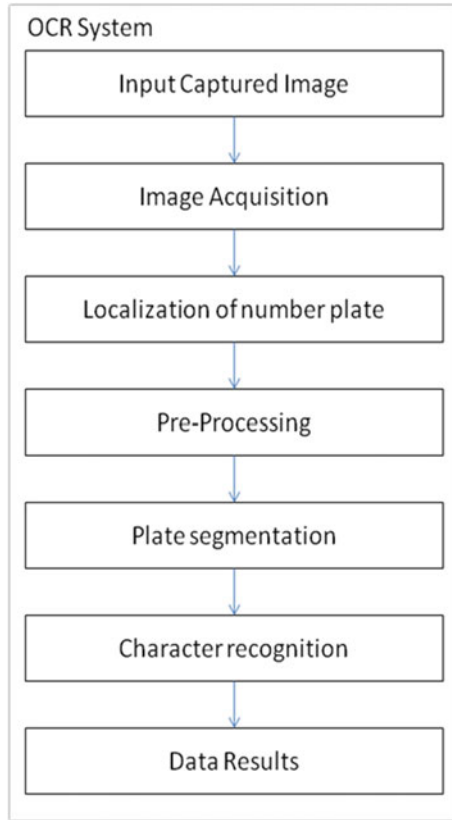 OCR System
Input Captured Image
Image Acquisition
Localization of number plate
Pre-Processing
Plate segmentation
Character recognition
Data Results